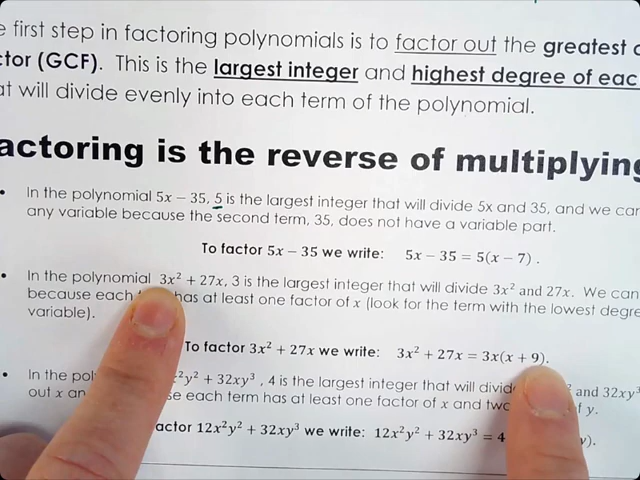 e first step in factoring polynomials is to factor out the greatest c
ctor (GCF). This is the largest integer and highest degree of eac
at will divide evenly into each term of the polynomial.
actoring is the reverse of multiplying
• In the polynomial 5x − 35, 5 is the largest integer that will divide 5x and 35, and we can
any variable because the second term, 35, does not have a variable part.
To factor 5x − 35 we write: 5x − 35 = 5(x − 7) .
• In the polynomial 3x² + 27x, 3 is the largest integer that will divide 3x² and 27x. We can
because each has at least one factor of x (look for the term with the lowest degre
variable).
To factor 3x² + 27x we write: 3x² + 27x = 3x(x + 9).
• In the pol ²y² + 32xy³ , 4 is the largest integer that will divid ² and 32xy³
out x an se each term has at least one factor of x and two f y.
actor 12x²y² + 32xy³ we write: 12x²y² + 32xy³ = 4 y).